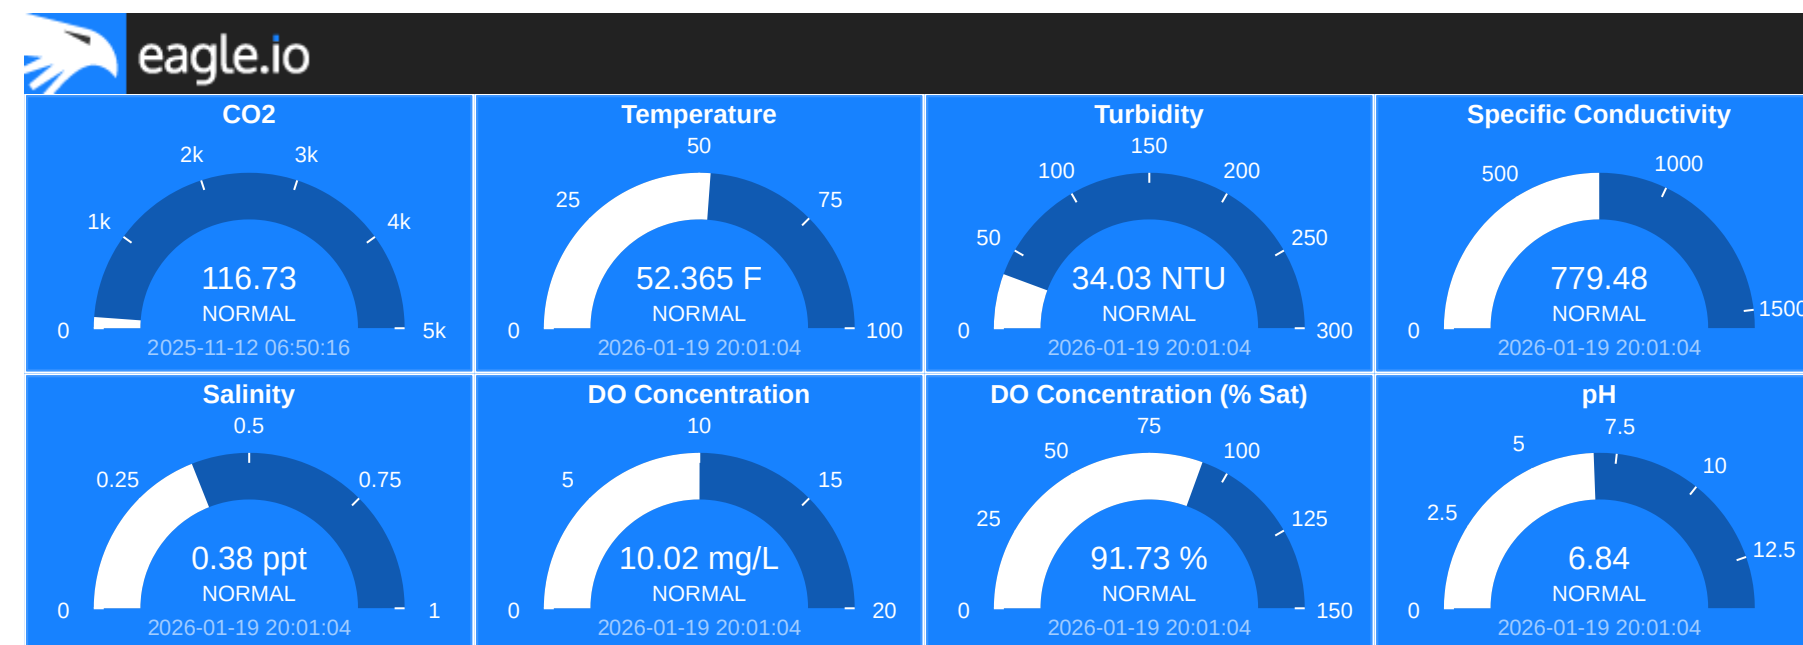 eagle.io
CO2
2k 3k
1k 4k
116.73
NORMAL
0 5k
2025-11-12 06:50:16
Temperature
50
25 75
52.365 F
NORMAL
0 100
2026-01-19 20:01:04
Turbidity
150
100 200
50 250
34.03 NTU
NORMAL
0 300
2026-01-19 20:01:04
Specific Conductivity
1000
500
779.48
NORMAL
0 1500
2026-01-19 20:01:04
Salinity
0.5
0.25 0.75
0.38 ppt
NORMAL
0 1
2026-01-19 20:01:04
DO Concentration
10
5 15
10.02 mg/L
NORMAL
0 20
2026-01-19 20:01:04
DO Concentration (% Sat)
75
50 100
25 125
91.73 %
NORMAL
0 150
2026-01-19 20:01:04
pH
7.5
5 10
2.5 12.5
6.84
NORMAL
0
2026-01-19 20:01:04